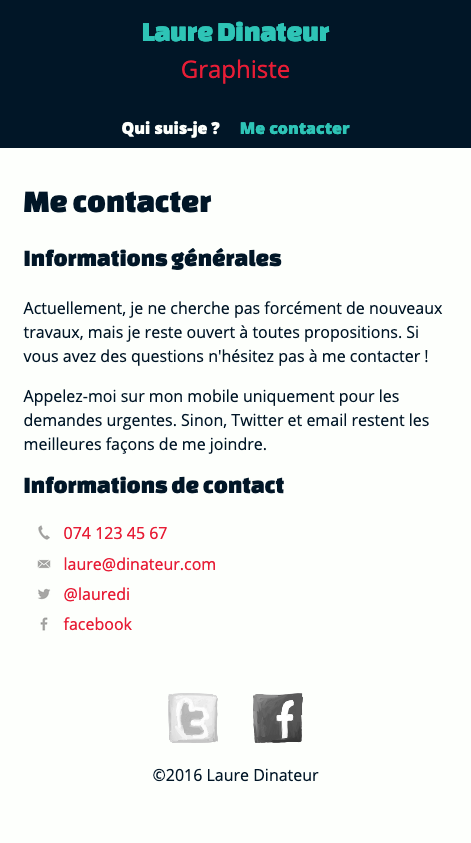 Laure Dinateur
Graphiste
Qui suis-je ? Me contacter
Me contacter
Informations générales
Actuellement, je ne cherche pas forcément de nouveaux
travaux, mais je reste ouvert à toutes propositions. Si
vous avez des questions n'hésitez pas à me contacter !
Appelez-moi sur mon mobile uniquement pour les
demandes urgentes. Sinon, Twitter et email restent les
meilleures façons de me joindre.
Informations de contact
074 123 45 67
laure@dinateur.com
@lauredi
facebook
©2016 Laure Dinateur